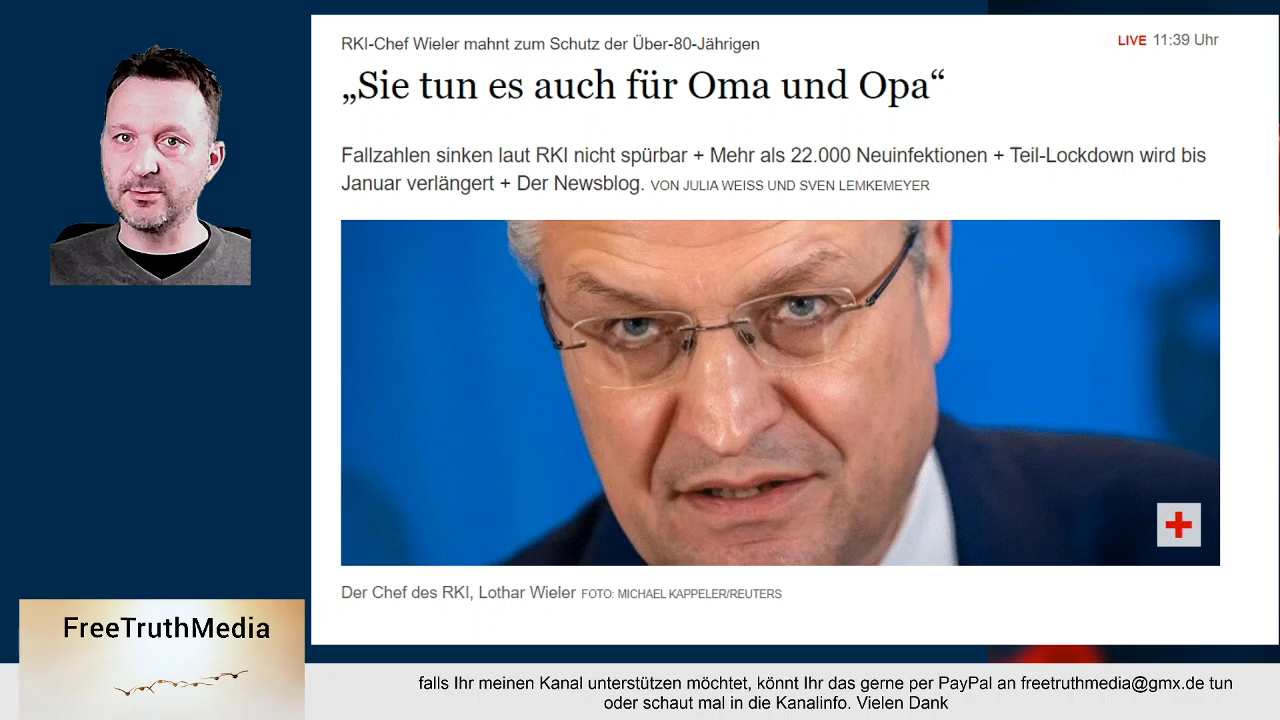 RKI-Chef Wieler mahnt zum Schutz der Über-80-Jährigen
LIVE 11:39 Uhr
„Sie tun es auch für Oma und Opa“
Fallzahlen sinken laut RKI nicht spürbar + Mehr als 22.000 Neuinfektionen + Teil-Lockdown wird bis
Januar verlängert + Der Newsblog. VON JULIA WEISS UND SVEN LEMKEMEYER
Der Chef des RKI, Lothar Wieler FOTO: MICHAEL KAPPELER/REUTERS
FreeTruthMedia
falls Ihr meinen Kanal unterstützen möchtet, könnt Ihr das gerne per PayPal an freetruthmedia@gmx.de tun
oder schaut mal in die Kanalinfo. Vielen Dank